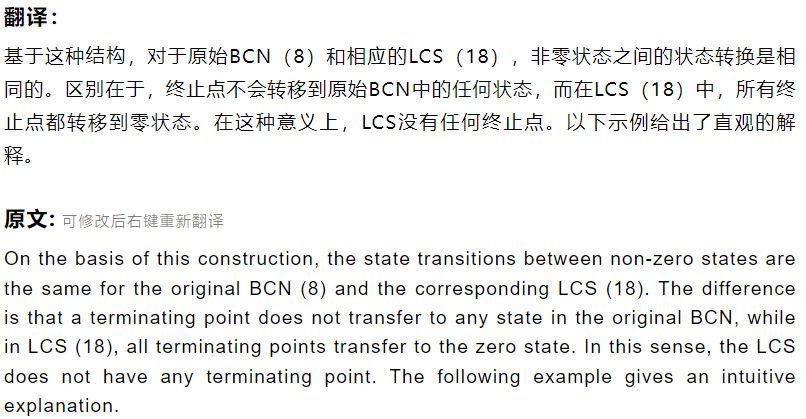 翻译：
基于这种结构，对于原始BCN（8）和相应的LCS（18），非零状态之间的状态转换是相
同的。区别在于，终止点不会转移到原始BCN中的任何状态，而在LCS（18）中，所有终
止点都转移到零状态。在这种意义上，LCS没有任何终止点。以下示例给出了直观的解
释。
原文: 可修改后右键重新翻译
On the basis of this construction, the state transitions between non-zero states are
the same for the original BCN (8) and the corresponding LCS (18). The difference
is that a terminating point does not transfer to any state in the original BCN, while
in LCS (18), all terminating points transfer to the zero state. In this sense, the LCS
does not have any terminating point. The following example gives an intuitive
explanation.